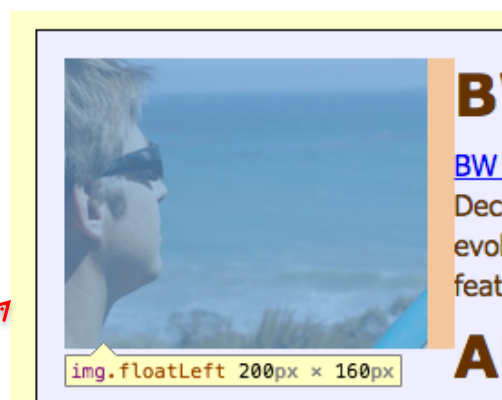 BW
Dec
evol
feat
A
img.floatLeft 200px × 160px